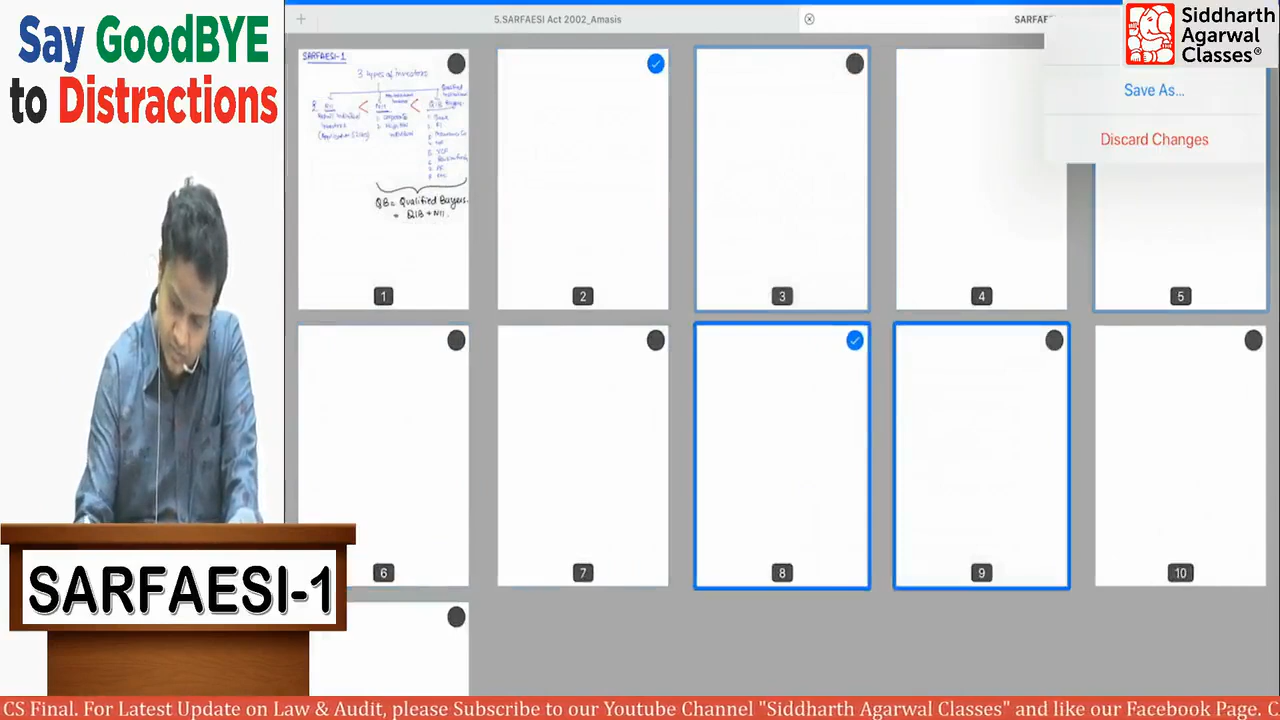 Say GoodBYE
to Distractions
5.SARFAESI Act 2002_Amasis
SARFAE
Siddharth
Agarwal
Classes®
Save As...
Discard Changes
SARFAESI-1
3 types of investors
NII
QIB
QB = Qualified Buyers.
= QIB + NII.
1
2
3
4
5
6
7
8
9
10
SARFAESI-1
CS Final. For Latest Update on Law & Audit, please Subscribe to our Youtube Channel "Siddharth Agarwal Classes" and like our Facebook Page. C